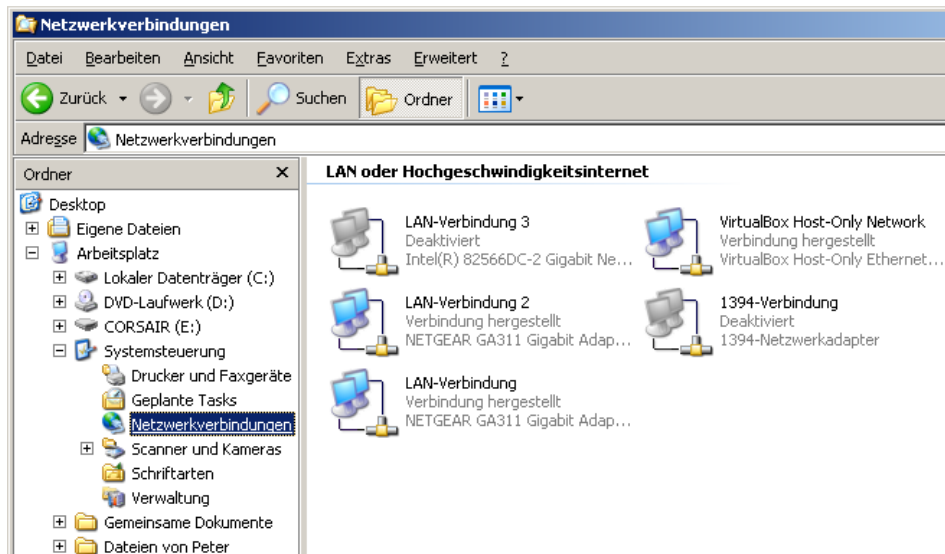 Netzwerkverbindungen
Datei Bearbeiten Ansicht Favoriten Extras Erweitert ?
Zurück Suchen Ordner
Adresse Netzwerkverbindungen
Ordner
Desktop
Eigene Dateien
Arbeitsplatz
Lokaler Datenträger (C:)
DVD-Laufwerk (D:)
CORSAIR (E:)
Systemsteuerung
Drucker und Faxgeräte
Geplante Tasks
Netzwerkverbindungen
Scanner und Kameras
Schriftarten
Verwaltung
Gemeinsame Dokumente
Dateien von Peter
LAN oder Hochgeschwindigkeitsinternet
LAN-Verbindung 3
Deaktiviert
Intel(R) 82566DC-2 Gigabit Ne...
VirtualBox Host-Only Network
Verbindung hergestellt
VirtualBox Host-Only Ethernet...
LAN-Verbindung 2
Verbindung hergestellt
NETGEAR GA311 Gigabit Adap...
1394-Verbindung
Deaktiviert
1394-Netzwerkadapter
LAN-Verbindung
Verbindung hergestellt
NETGEAR GA311 Gigabit Adap...